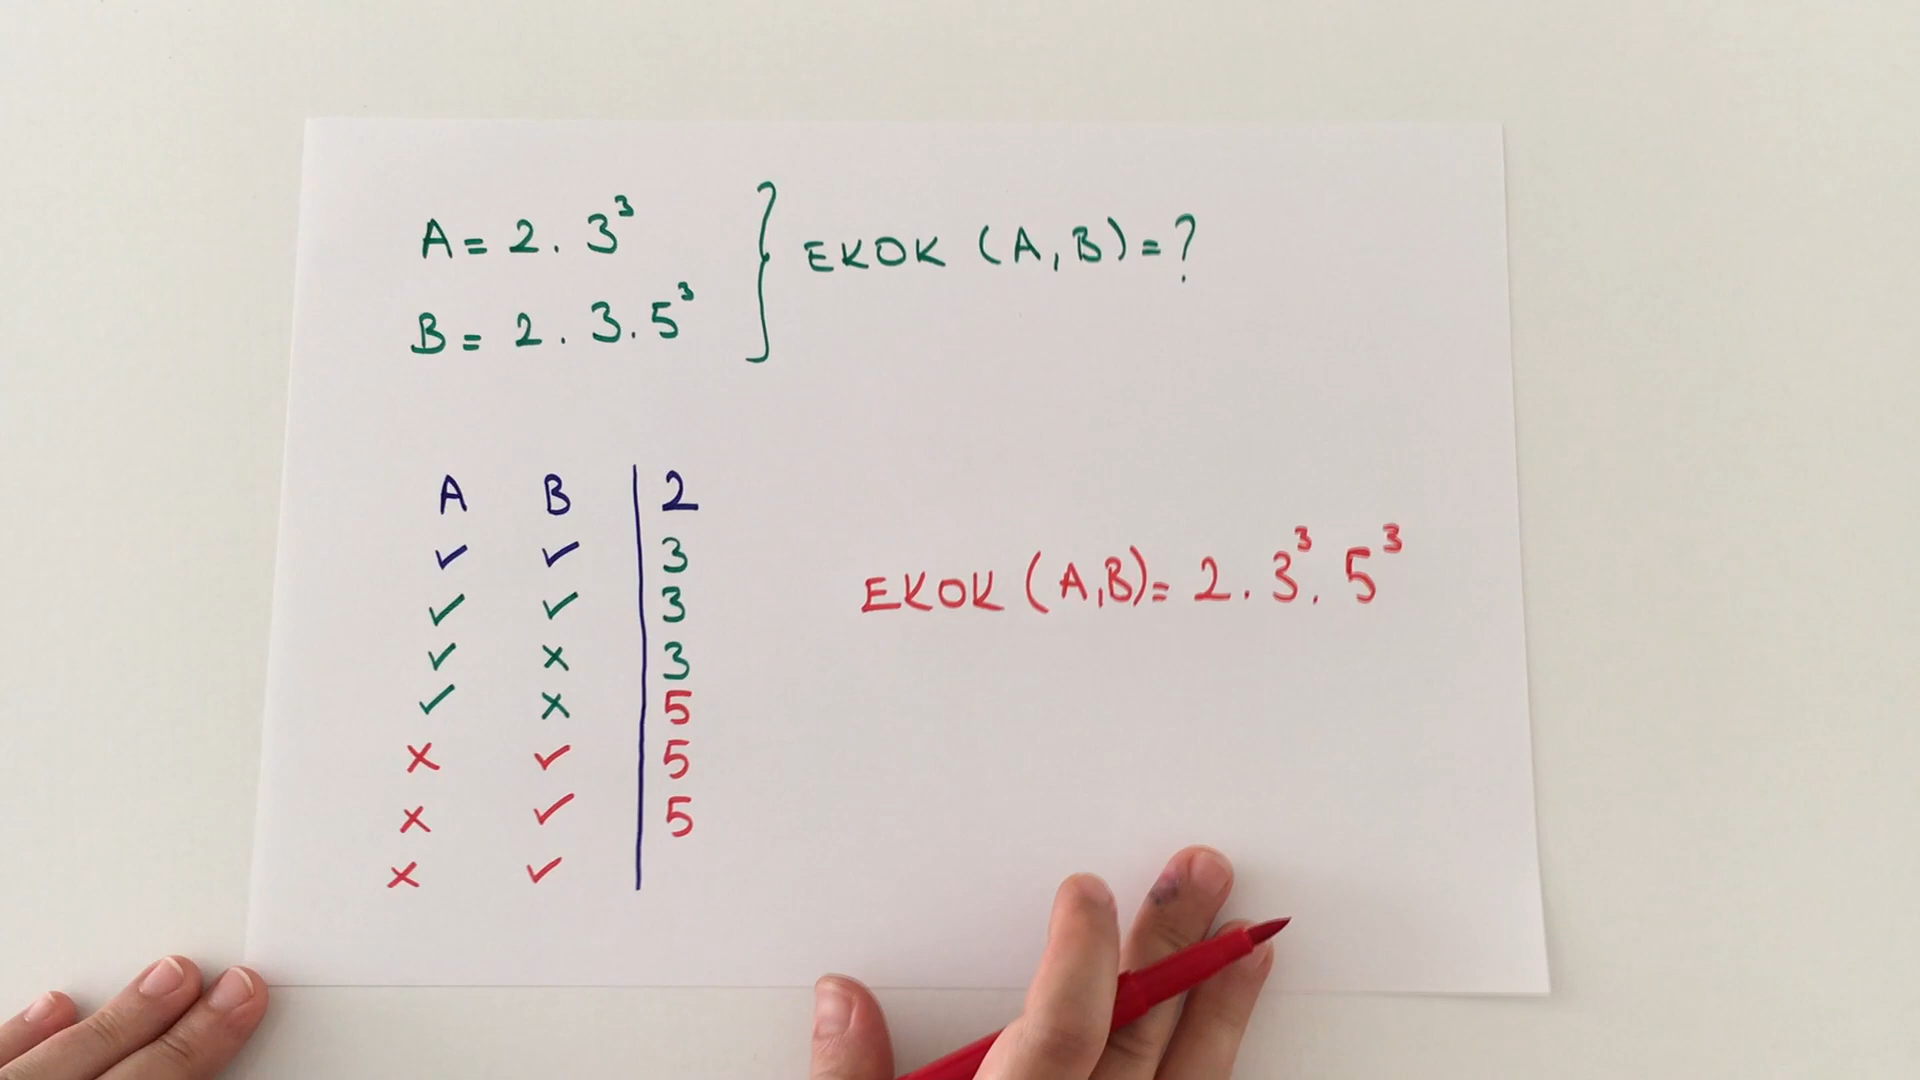 A = 2 . 3³
B = 2 . 3 . 5³
EKOK (A, B) = ?
A B | 2
✓ ✓ | 3
✓ ✓ | 3
✓ × | 3
✓ × | 5
× ✓ | 5
× ✓ | 5
× ✓ |
EKOK (A,B) = 2 . 3³ . 5³